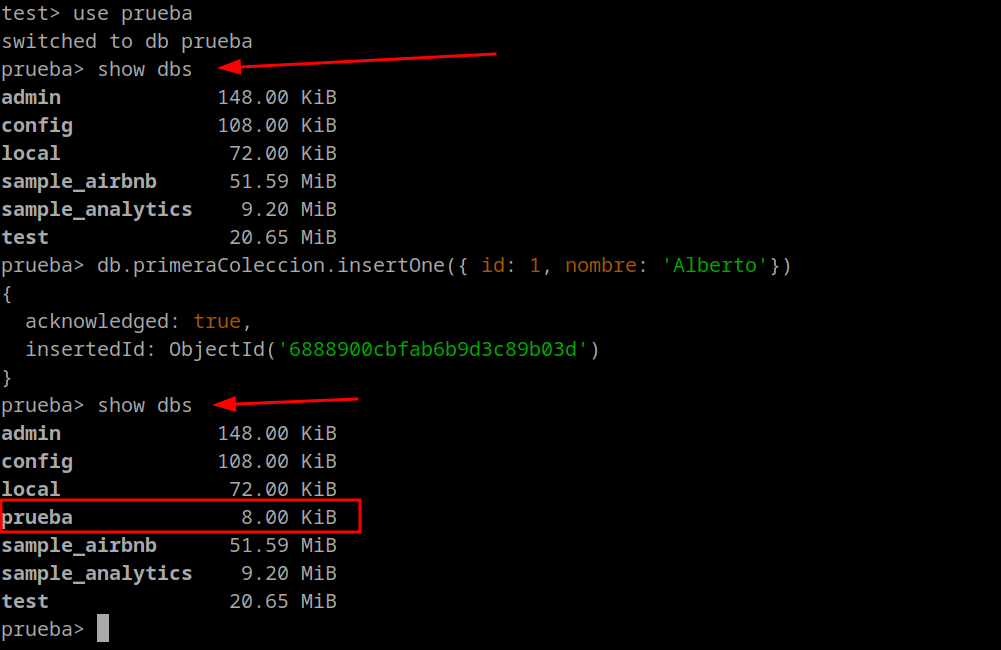 test> use prueba
switched to db prueba
prueba> show dbs
admin             148.00 KiB
config            108.00 KiB
local              72.00 KiB
sample_airbnb      51.59 MiB
sample_analytics    9.20 MiB
test               20.65 MiB
prueba> db.primeraColeccion.insertOne({ id: 1, nombre: 'Alberto'})
{
  acknowledged: true,
  insertedId: ObjectId('6888900cbfab6b9d3c89b03d')
}
prueba> show dbs
admin             148.00 KiB
config            108.00 KiB
local              72.00 KiB
prueba              8.00 KiB
sample_airbnb      51.59 MiB
sample_analytics    9.20 MiB
test               20.65 MiB
prueba>